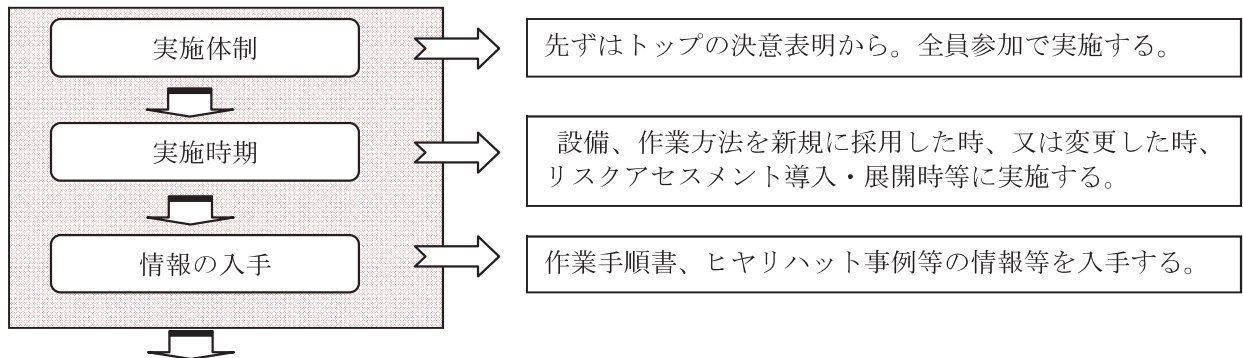 実施体制
先ずはトップの決意表明から。全員参加で実施する。
実施時期
設備、作業方法を新規に採用した時、又は変更した時、
リスクアセスメント導入・展開時等に実施する。
情報の入手
作業手順書、ヒヤリハット事例等の情報等を入手する。